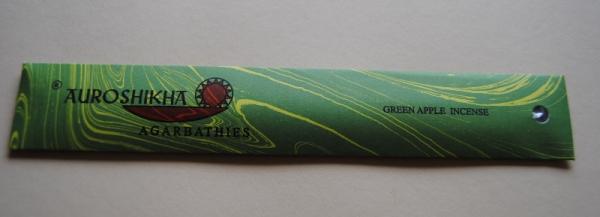 ® AUROSHIKHA
AGARBATHIES
GREEN APPLE INCENSE